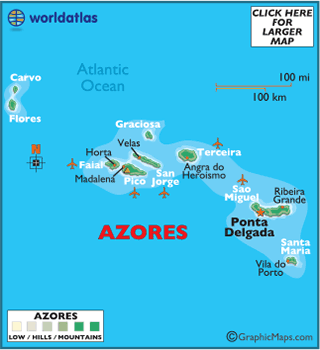 worldatlas
CLICK HERE
FOR
LARGER
MAP
Carvo
Flores
Atlantic
Ocean
100 mi
100 km
Graciosa
Velas
Horta
Faial
Madalena
Pico
San
Jorge
Terceira
Angra do
Heroismo
N
Sao
Miguel
Ribeira
Grande
Ponta
Delgada
Santa
Maria
Vila do
Porto
AZORES
AZORES
LOW / HILLS / MOUNTAINS
©GraphicMaps.com